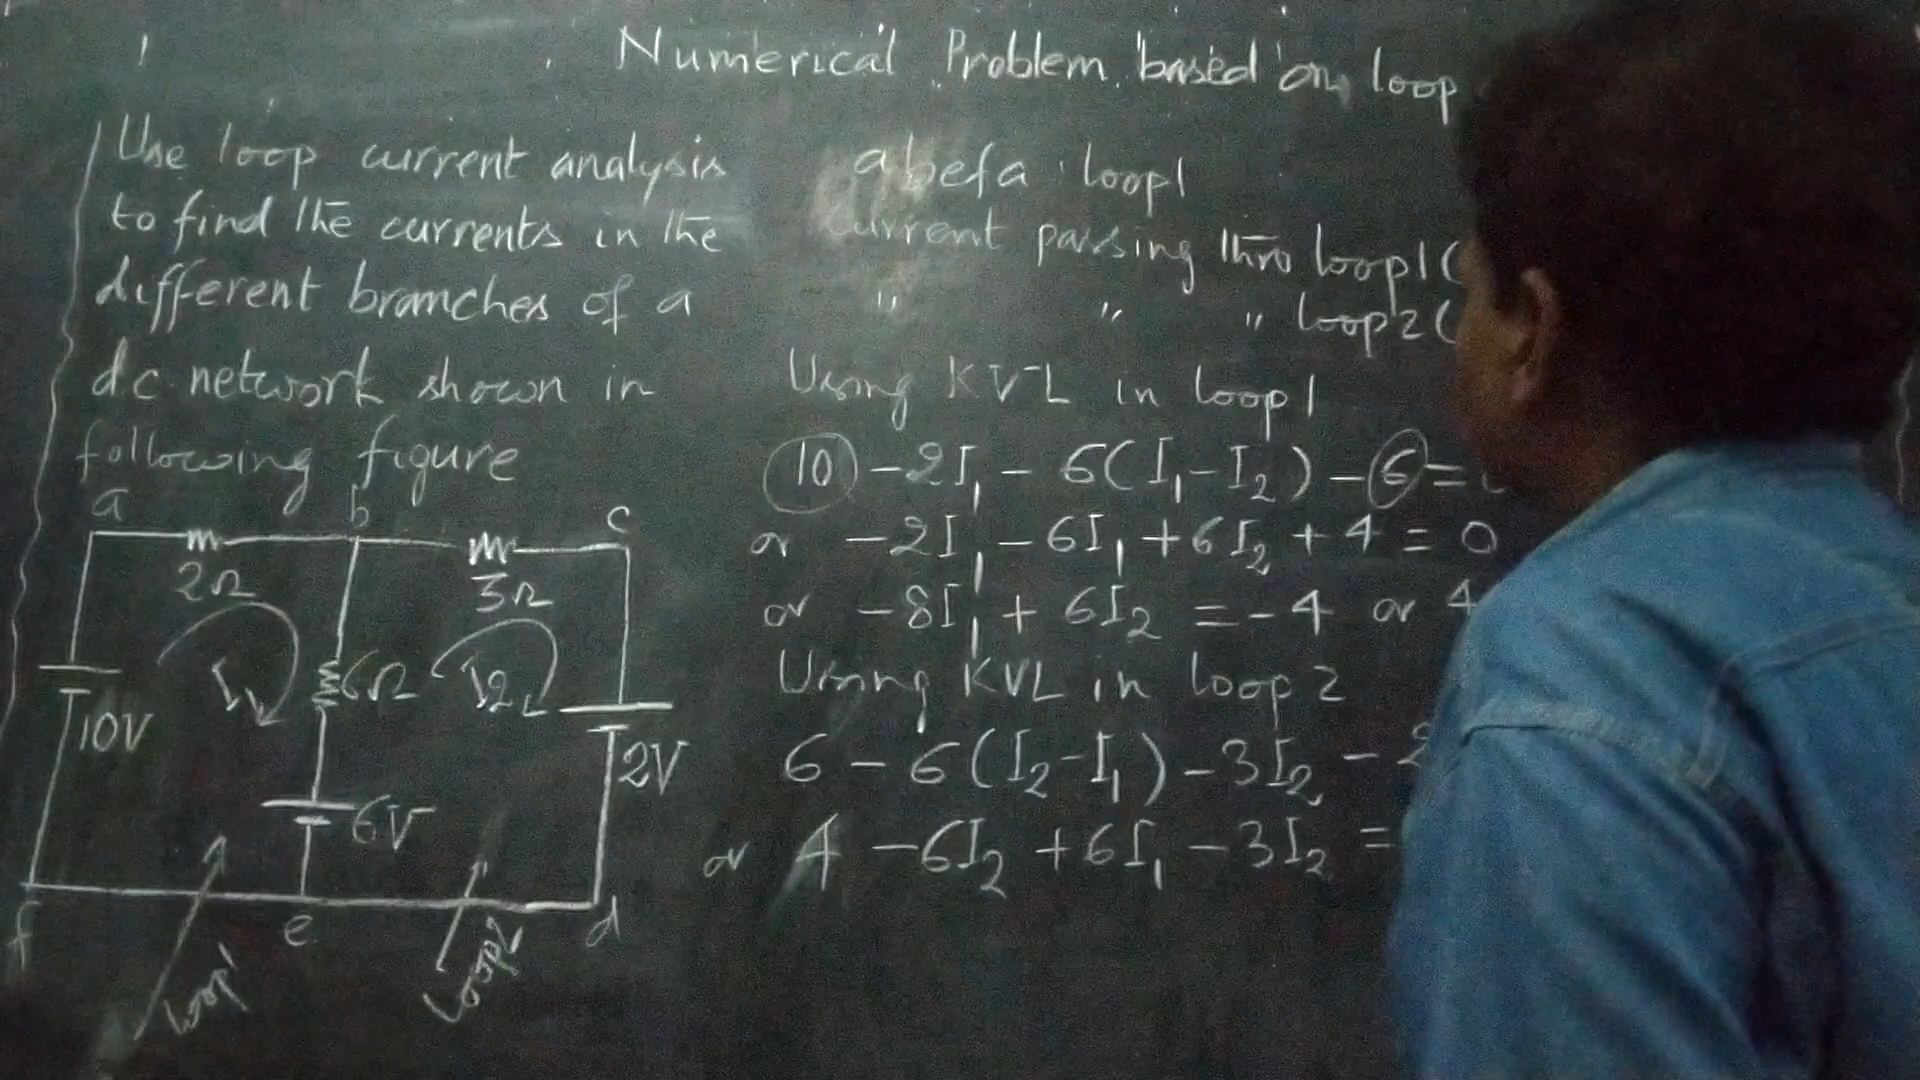 Numerical Problem based on loop
Use loop current analysis
to find the currents in the
different branches of a
d.c. network shown in
following figure
a b c
2Ω 3Ω
I1 6Ω I2
10V 2V
6V
f e d
Loop1 Loop2
abefa loop1
current passing thro loop1 (
" " " loop2 (
Using KVL in loop1
10 - 2I1 - 6(I1 - I2) - 6 =
or -2I1 - 6I1 + 6I2 + 4 = 0
or -8I1 + 6I2 = -4 or 4
Using KVL in loop2
6 - 6(I2 - I1) - 3I2 - 2
or 4 - 6I2 + 6I1 - 3I2 =